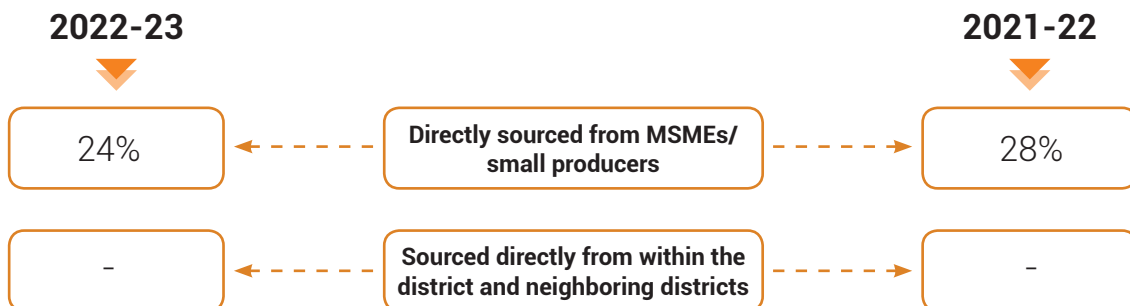 2022-23
2021-22
24%
Directly sourced from MSMEs/
small producers
28%
-
Sourced directly from within the
district and neighboring districts
-